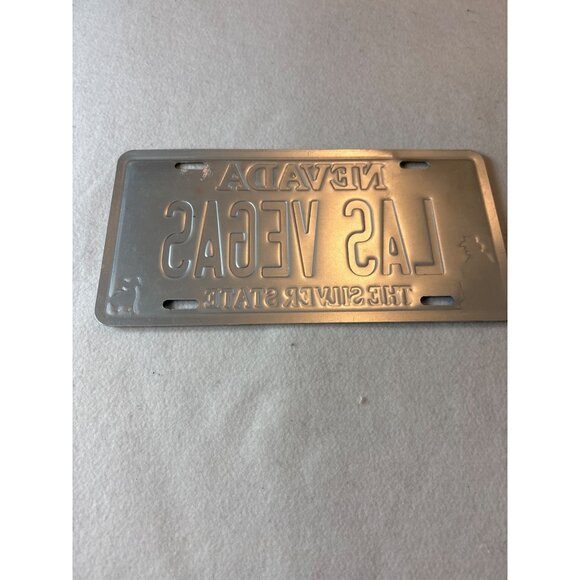 NEVADA
LAS VEGAS
THE SILVER STATE